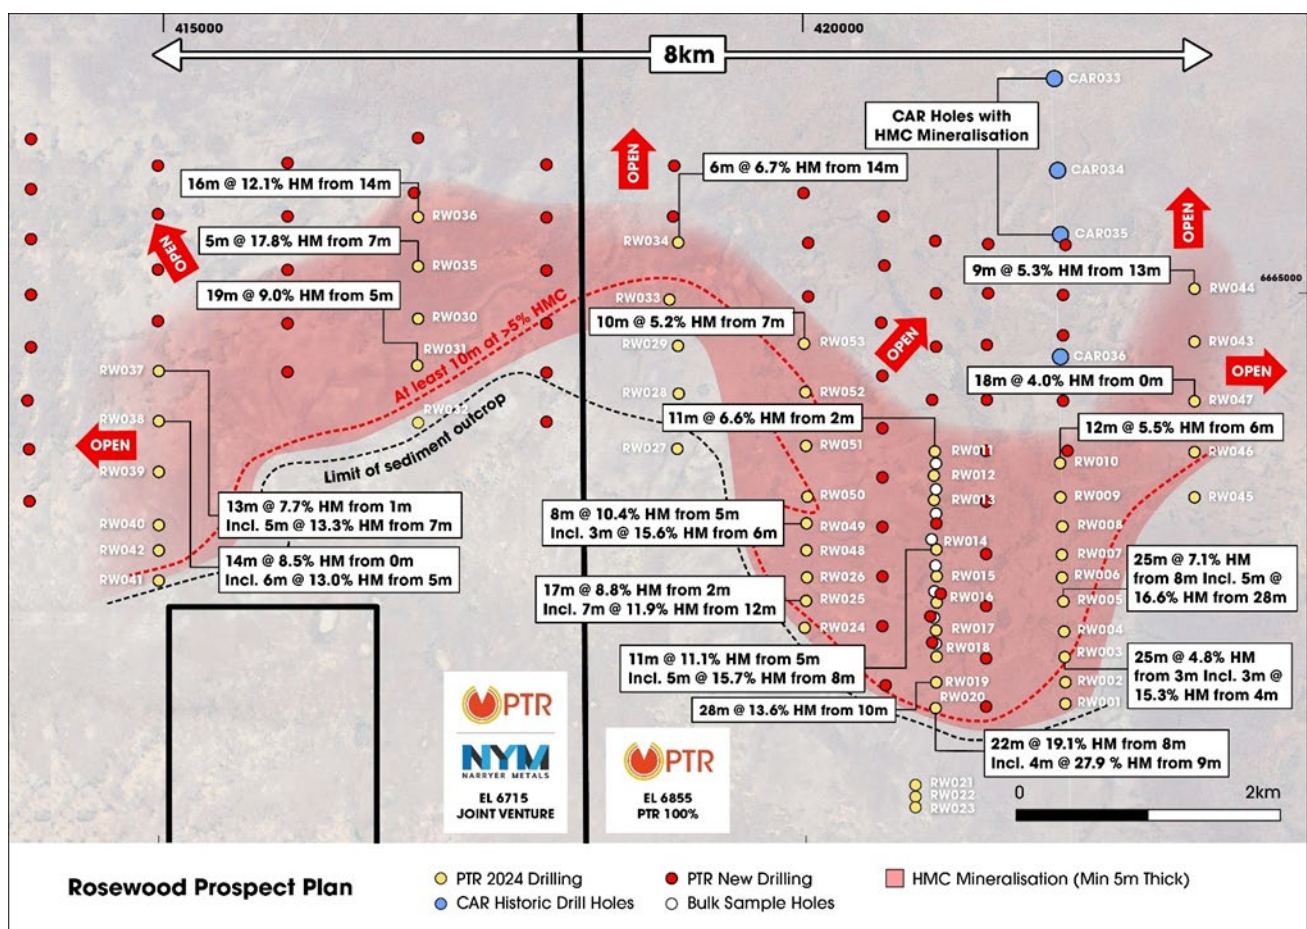 415000
420000
8km
CAR033
CAR Holes with
HMC Mineralisation
OPEN
6m @ 6.7% HM from 14m
CAR034
16m @ 12.1% HM from 14m
RW036
OPEN
5m @ 17.8% HM from 7m
RW034
CAR035
OPEN
RW035
9m @ 5.3% HM from 13m
6665000
19m @ 9.0% HM from 5m
RW044
RW033
At least 10m at >5% HMC
RW030
10m @ 5.2% HM from 7m
OPEN
RW029
RW053
RW043
RW031
CAR036
RW037
OPEN
18m @ 4.0% HM from 0m
RW028
RW052
RW047
RW038
RW032
11m @ 6.6% HM from 2m
12m @ 5.5% HM from 6m
OPEN
Limit of sediment outcrop
RW027
RW051
RW011
RW046
RW039
RW012
RW010
13m @ 7.7% HM from 1m
Incl. 5m @ 13.3% HM from 7m
RW050
RW013
RW009
RW045
8m @ 10.4% HM from 5m
Incl. 3m @ 15.6% HM from 6m
RW040
RW049
RW008
RW042
RW014
RW048
RW007
14m @ 8.5% HM from 0m
Incl. 6m @ 13.0% HM from 5m
25m @ 7.1% HM
from 8m Incl. 5m @
16.6% HM from 28m
RW041
RW026
RW015
RW006
17m @ 8.8% HM from 2m
Incl. 7m @ 11.9% HM from 12m
RW025
RW016
RW005
RW024
RW017
RW004
11m @ 11.1% HM from 5m
Incl. 5m @ 15.7% HM from 8m
RW018
RW003
25m @ 4.8% HM
from 3m Incl. 3m @
15.3% HM from 4m
RW019
RW002
28m @ 13.6% HM from 10m
RW020
RW001
22m @ 19.1% HM from 8m
Incl. 4m @ 27.9 % HM from 9m
PTR
NYM
NARRYER METALS
EL 6715
JOINT VENTURE
PTR
EL 6855
PTR 100%
RW021
RW022
RW023
0
2km
Rosewood Prospect Plan
PTR 2024 Drilling
PTR New Drilling
HMC Mineralisation (Min 5m Thick)
CAR Historic Drill Holes
Bulk Sample Holes